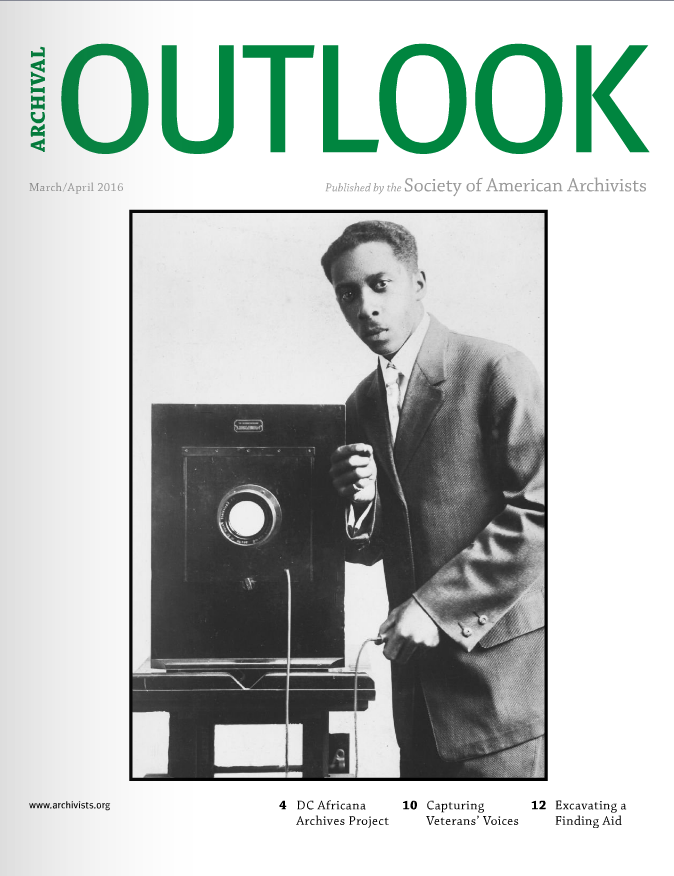 ARCHIVAL
OUTLOOK
March/April 2016
Published by the Society of American Archivists
www.archivists.org
4 DC Africana
Archives Project
10 Capturing
Veterans' Voices
12 Excavating a
Finding Aid